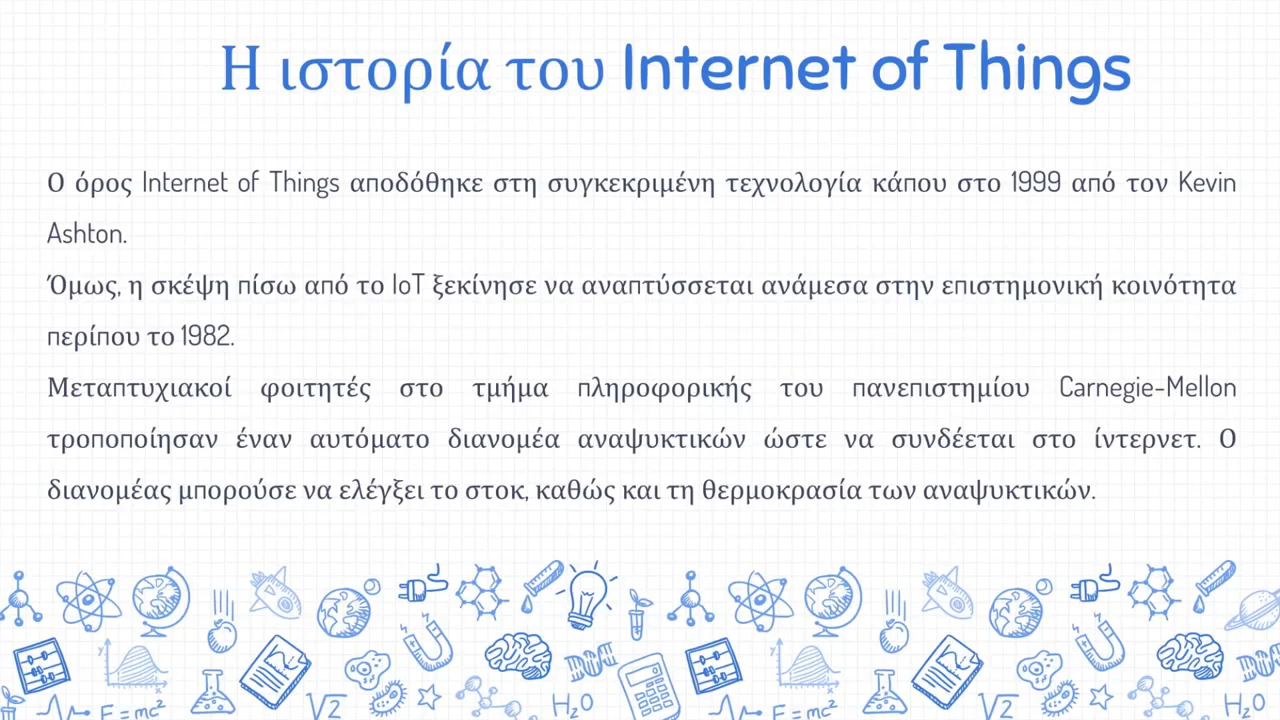 Η ιστορία του Internet of Things
Ο όρος Internet of Things αποδόθηκε στη συγκεκριμένη τεχνολογία κάπου στο 1999 από τον Kevin
Ashton.
Όμως, η σκέψη πίσω από το IoT ξεκίνησε να αναπτύσσεται ανάμεσα στην επιστημονική κοινότητα
περίπου το 1982.
Μεταπτυχιακοί φοιτητές στο τμήμα πληροφορικής του πανεπιστημίου Carnegie-Mellon
τροποποίησαν έναν αυτόματο διανομέα αναψυκτικών ώστε να συνδέεται στο ίντερνετ. Ο
διανομέας μπορούσε να ελέγξει το στοκ, καθώς και τη θερμοκρασία των αναψυκτικών.
y x y x
E=mc² √2 H₂O E=mc² √2 H₂O